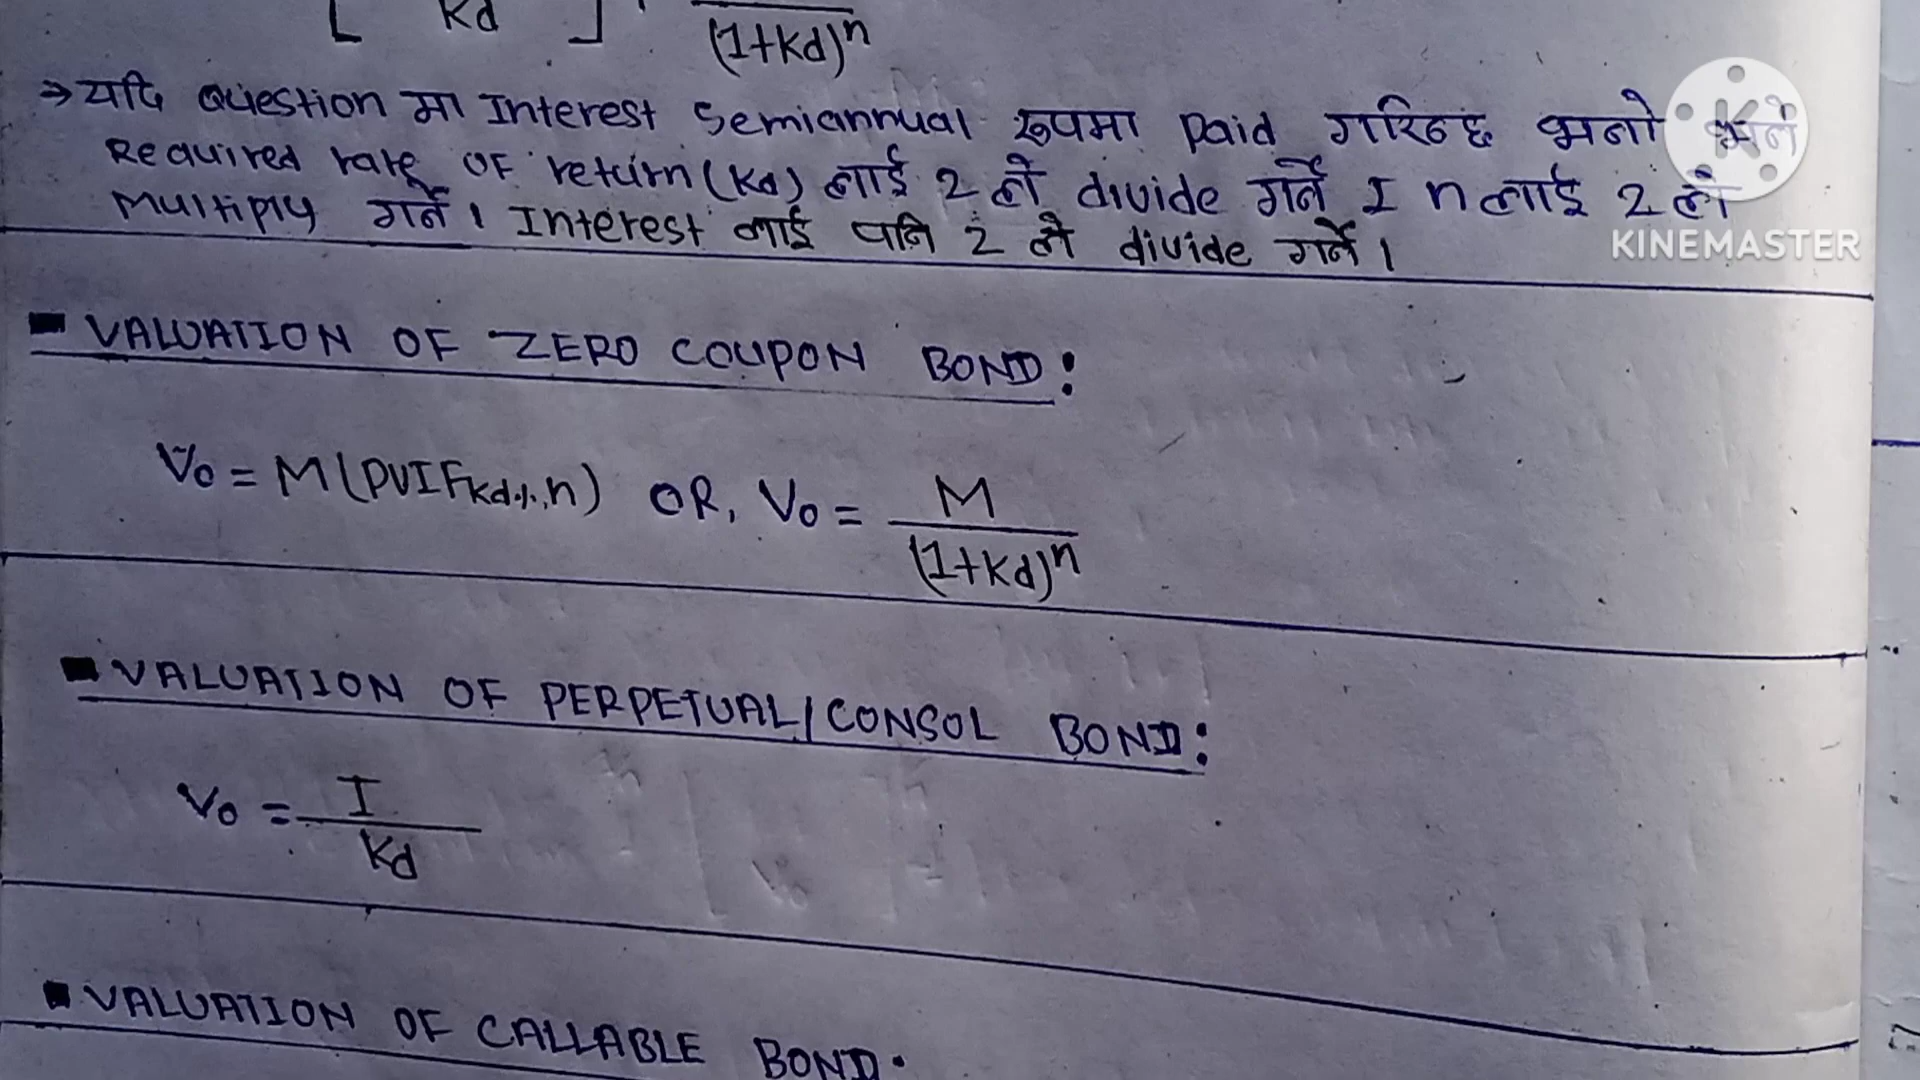 [ Kd ] (1+Kd)^n
→ यदि Question मा Interest Semiannual रूपमा Paid गरिन्छ भनो भने
Required rate OF return (Kd) लाई 2 ले divide गर्ने I n लाई 2 ले
Multiply गर्ने। Interest लाई पनि 2 ले divide गर्ने।
KINEMASTER
VALUATION OF ZERO COUPON BOND:
V₀ = M(PVIFKd%,n) OR, V₀ = M
(1+Kd)^n
VALUATION OF PERPETUAL/CONSOL BOND:
V₀ = I
Kd
VALUATION OF CALLABLE BOND: